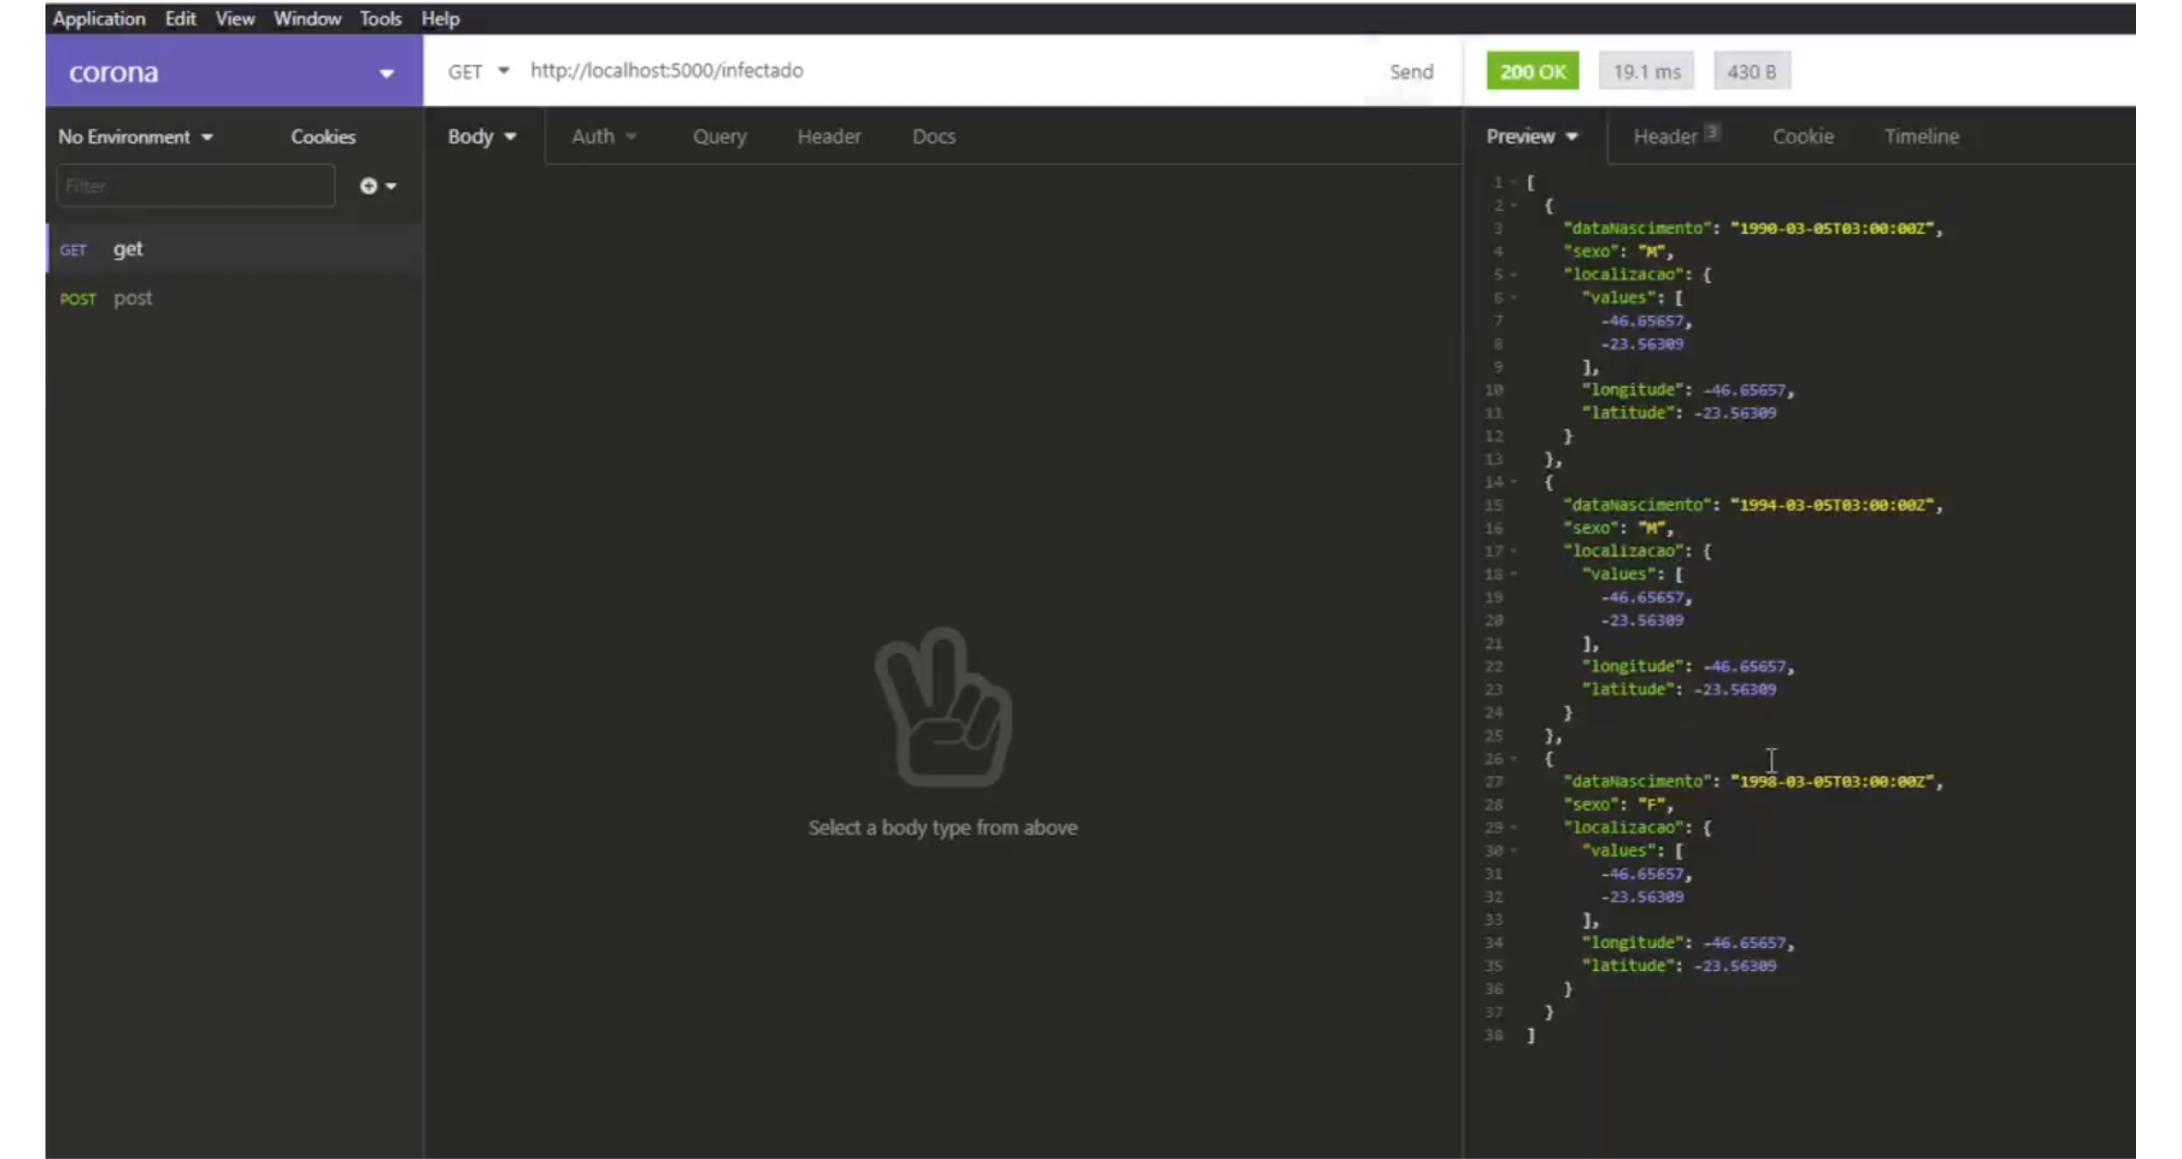 Application Edit View Window Tools Help
corona
GET http://localhost:5000/infectado Send
200 OK 19.1 ms 430 B
No Environment Cookies
Body Auth Query Header Docs
Preview Header 3 Cookie Timeline
Filter
GET get
POST post
Select a body type from above
1 [
2 {
3 "dataNascimento": "1990-03-05T03:00:00Z",
4 "sexo": "M",
5 "localizacao": {
6 "values": [
7 -46.65657,
8 -23.56309
9 ],
10 "longitude": -46.65657,
11 "latitude": -23.56309
12 }
13 },
14 {
15 "dataNascimento": "1994-03-05T03:00:00Z",
16 "sexo": "M",
17 "localizacao": {
18 "values": [
19 -46.65657,
20 -23.56309
21 ],
22 "longitude": -46.65657,
23 "latitude": -23.56309
24 }
25 },
26 {
27 "dataNascimento": "1998-03-05T03:00:00Z",
28 "sexo": "F",
29 "localizacao": {
30 "values": [
31 -46.65657,
32 -23.56309
33 ],
34 "longitude": -46.65657,
35 "latitude": -23.56309
36 }
37 }
38 ]